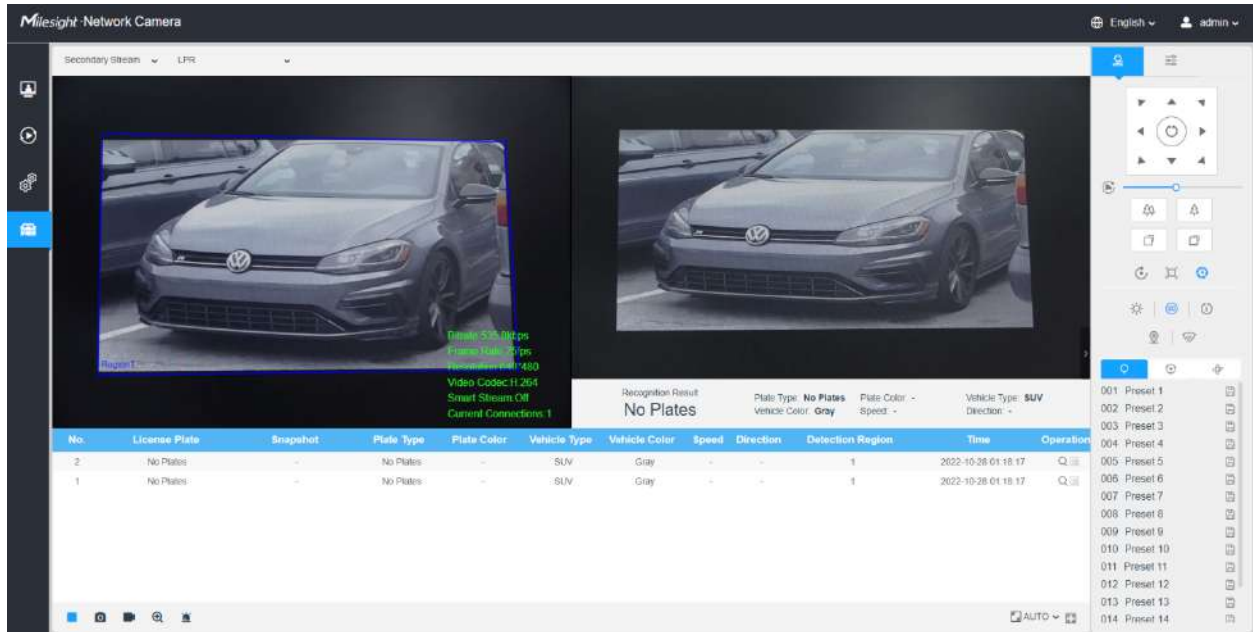 Milesight Network Camera
English
admin
Secondary Stream
LPR
Region1
Bitrate:535.8kbps
Frame Rate:25fps
Resolution:640*480
Video Codec:H.264
Smart Stream:Off
Current Connections:1
Recognition Result
No Plates
Plate Type: No Plates Plate Color: - Vehicle Type: SUV
Vehicle Color: Gray Speed: - Direction: -
No. License Plate Snapshot Plate Type Plate Color Vehicle Type Vehicle Color Speed Direction Detection Region Time Operation
2 No Plates - No Plates - SUV Gray - - 1 2022-10-28 01:18:17
1 No Plates - No Plates - SUV Gray - - 1 2022-10-28 01:18:17
AUTO
001 Preset 1
002 Preset 2
003 Preset 3
004 Preset 4
005 Preset 5
006 Preset 6
007 Preset 7
008 Preset 8
009 Preset 9
010 Preset 10
011 Preset 11
012 Preset 12
013 Preset 13
014 Preset 14